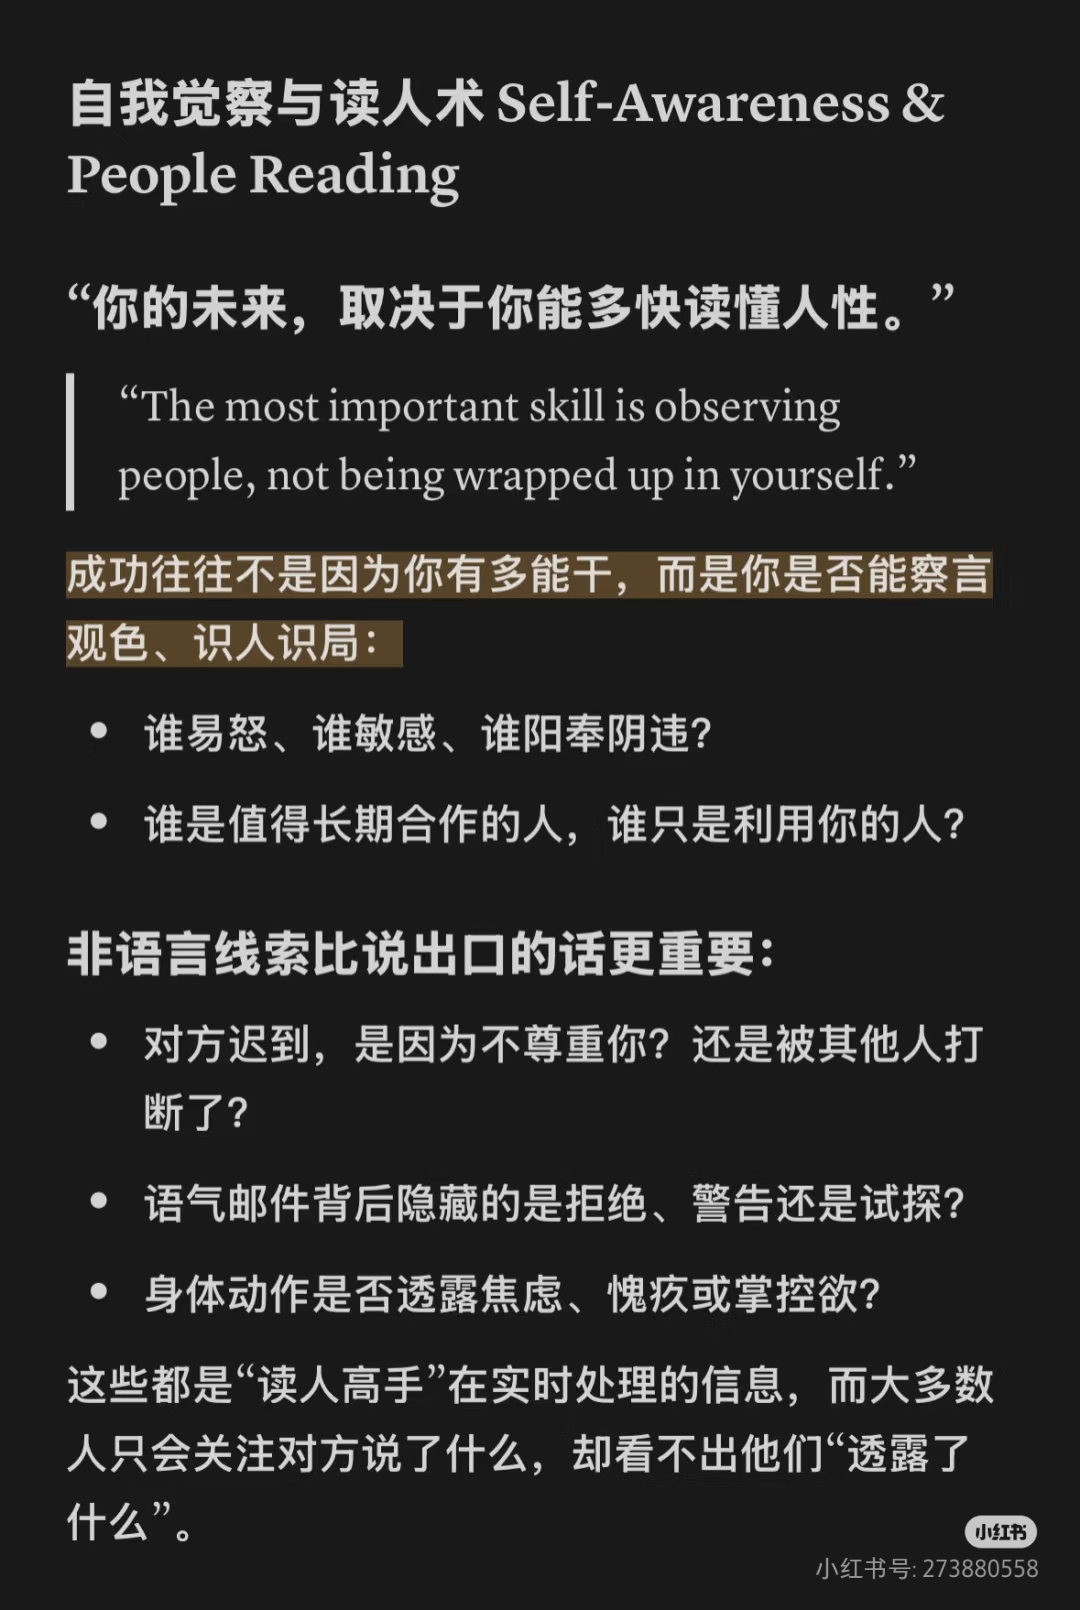 自我觉察与读人术 Self-Awareness &
People Reading
“你的未来，取决于你能多快读懂人性。”
“The most important skill is observing
people, not being wrapped up in yourself.”
成功往往不是因为你有多能干，而是你是否能察言
观色、识人识局：
• 谁易怒、谁敏感、谁阳奉阴违？
• 谁是值得长期合作的人，谁只是利用你的人？
非语言线索比说出口的话更重要：
• 对方迟到，是因为不尊重你？还是被其他人打
断了？
• 语气邮件背后隐藏的是拒绝、警告还是试探？
• 身体动作是否透露焦虑、愧疚或掌控欲？
这些都是“读人高手”在实时处理的信息，而大多数
人只会关注对方说了什么，却看不出他们“透露了
什么”。
小红书
小红书号: 273880558